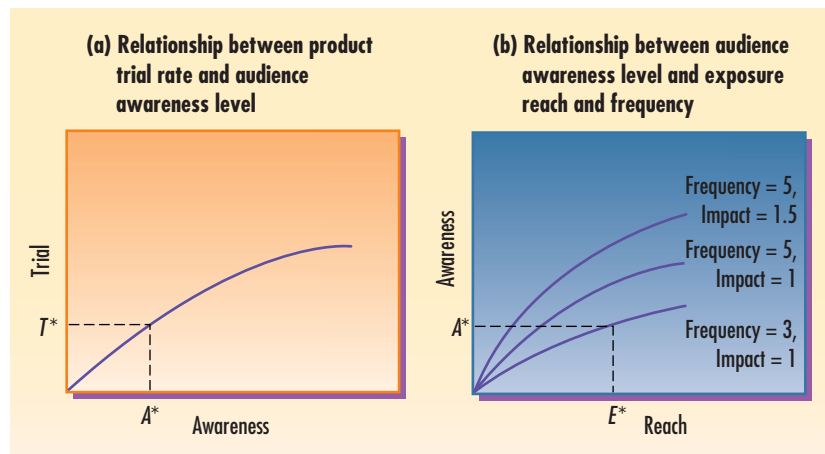 (a) Relationship between product
trial rate and audience
awareness level
Trial
T*
A*
Awareness
(b) Relationship between audience
awareness level and exposure
reach and frequency
Awareness
Frequency = 5,
Impact = 1.5
Frequency = 5,
Impact = 1
A*
Frequency = 3,
Impact = 1
E*
Reach